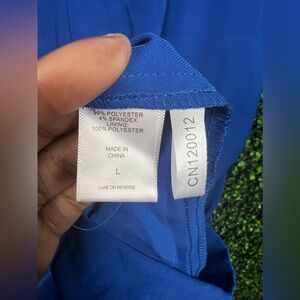 96% POLYESTER
4% SPANDEX
LINING
100% POLYESTER
MADE IN
CHINA
L
CARE ON REVERSE
CN120012